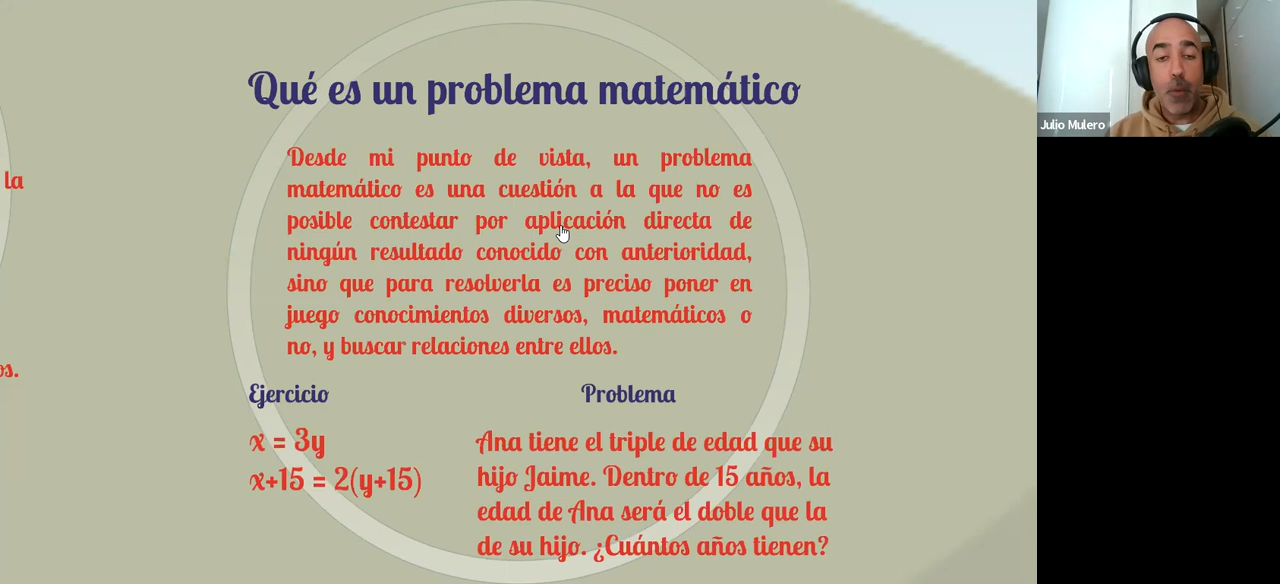 Qué es un problema matemático
la
Desde mi punto de vista, un problema
matemático es una cuestión a la que no es
posible contestar por aplicación directa de
ningún resultado conocido con anterioridad,
sino que para resolverla es preciso poner en
juego conocimientos diversos, matemáticos o
no, y buscar relaciones entre ellos.
os.
Ejercicio
x = 3y
x+15 = 2(y+15)
Problema
Ana tiene el triple de edad que su
hijo Jaime. Dentro de 15 años, la
edad de Ana será el doble que la
de su hijo. ¿Cuántos años tienen?
Julio Mulero